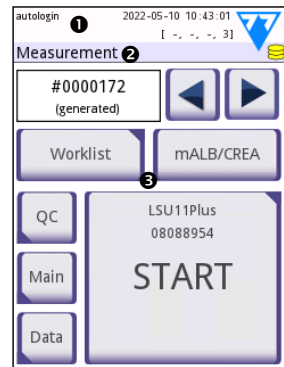 autologin 2022-05-10 10:43:01
❶
[ -, -, -, 3]
Measurement ❷
#0000172
(generated)
Worklist mALB/CREA
❸
QC
LSU11Plus
08088954
Main
START
Data